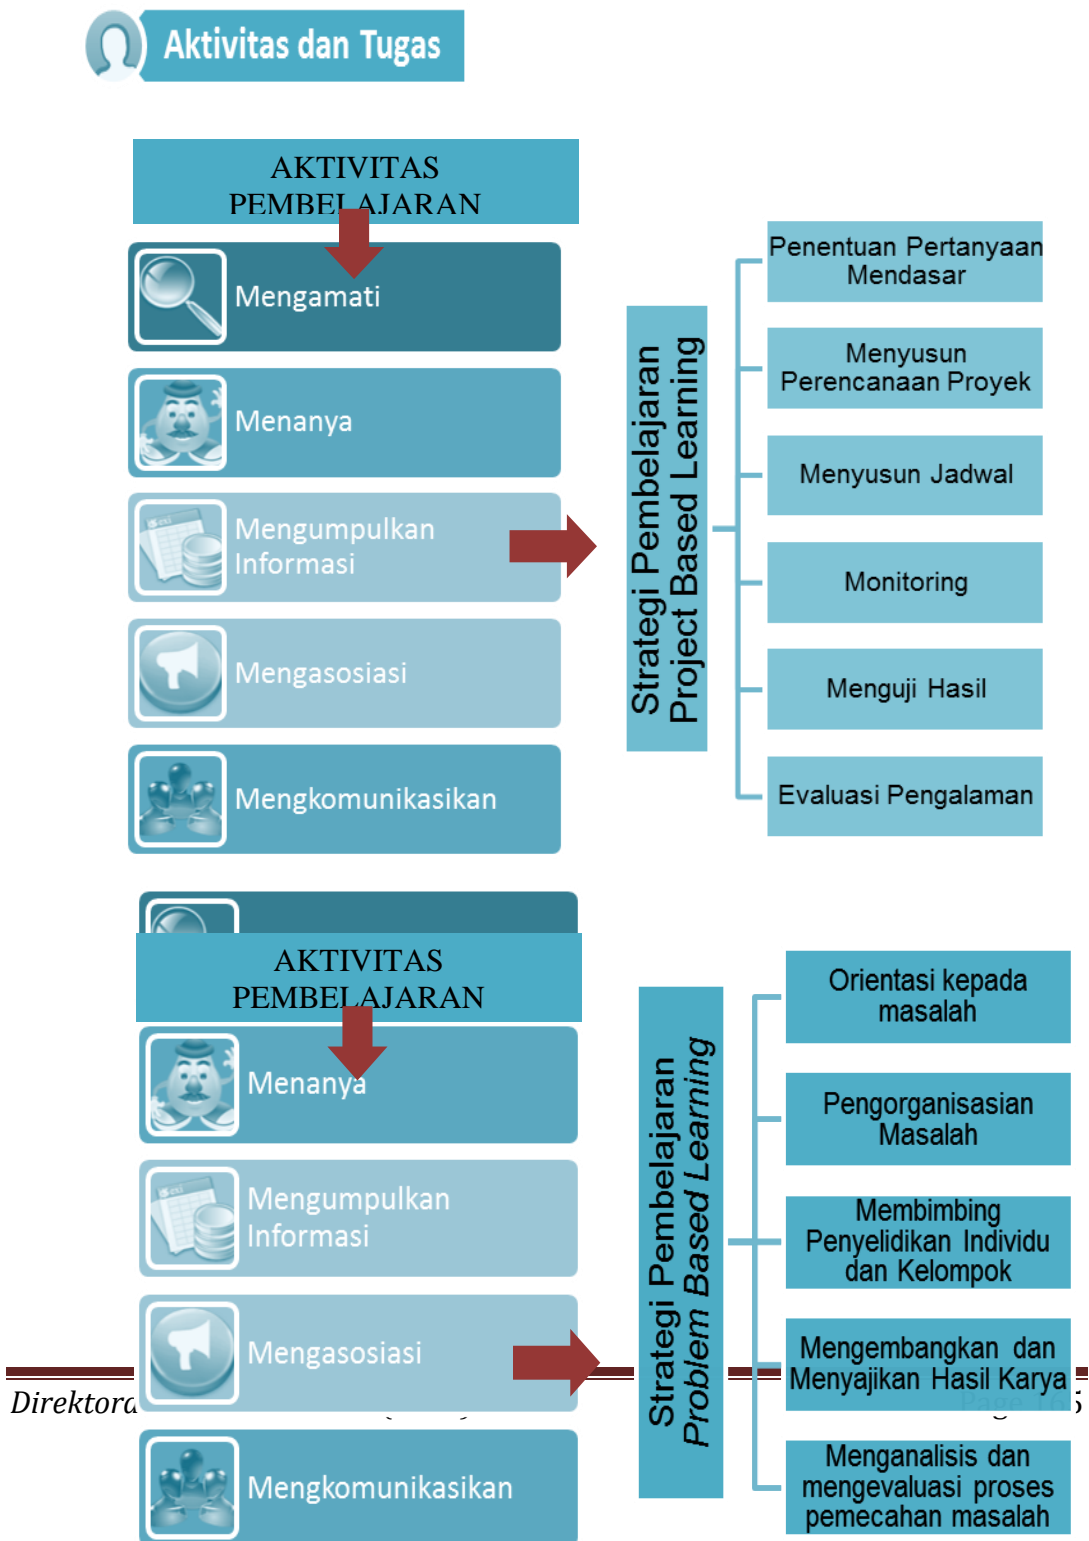 Aktivitas dan Tugas
AKTIVITAS
PEMBELAJARAN
Mengamati
Menanya
Mengumpulkan
Informasi
Mengasosiasi
Mengkomunikasikan
Strategi Pembelajaran
Project Based Learning
Penentuan Pertanyaan
Mendasar
Menyusun
Perencanaan Proyek
Menyusun Jadwal
Monitoring
Menguji Hasil
Evaluasi Pengalaman
AKTIVITAS
PEMBELAJARAN
Menanya
Mengumpulkan
Informasi
Mengasosiasi
Mengkomunikasikan
Strategi Pembelajaran
Problem Based Learning
Orientasi kepada
masalah
Pengorganisasian
Masalah
Membimbing
Penyelidikan Individu
dan Kelompok
Mengembangkan dan
Menyajikan Hasil Karya
Menganalisis dan
mengevaluasi proses
pemecahan masalah
Page 165